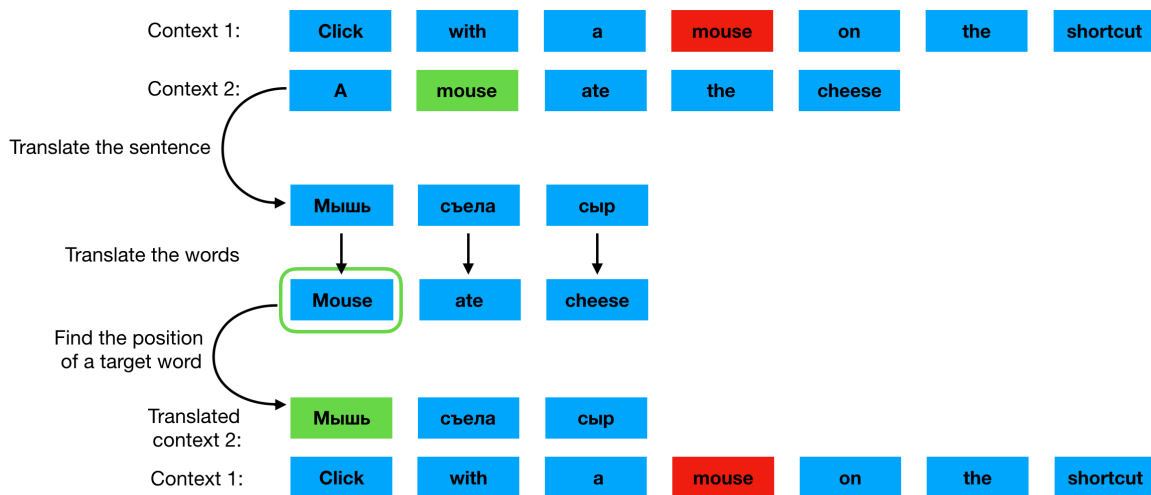 Context 1: Click with a mouse on the shortcut
Context 2: A mouse ate the cheese
Translate the sentence
Мышь съела сыр
Translate the words
Mouse ate cheese
Find the position
of a target word
Translated
context 2:
Мышь съела сыр
Context 1: Click with a mouse on the shortcut